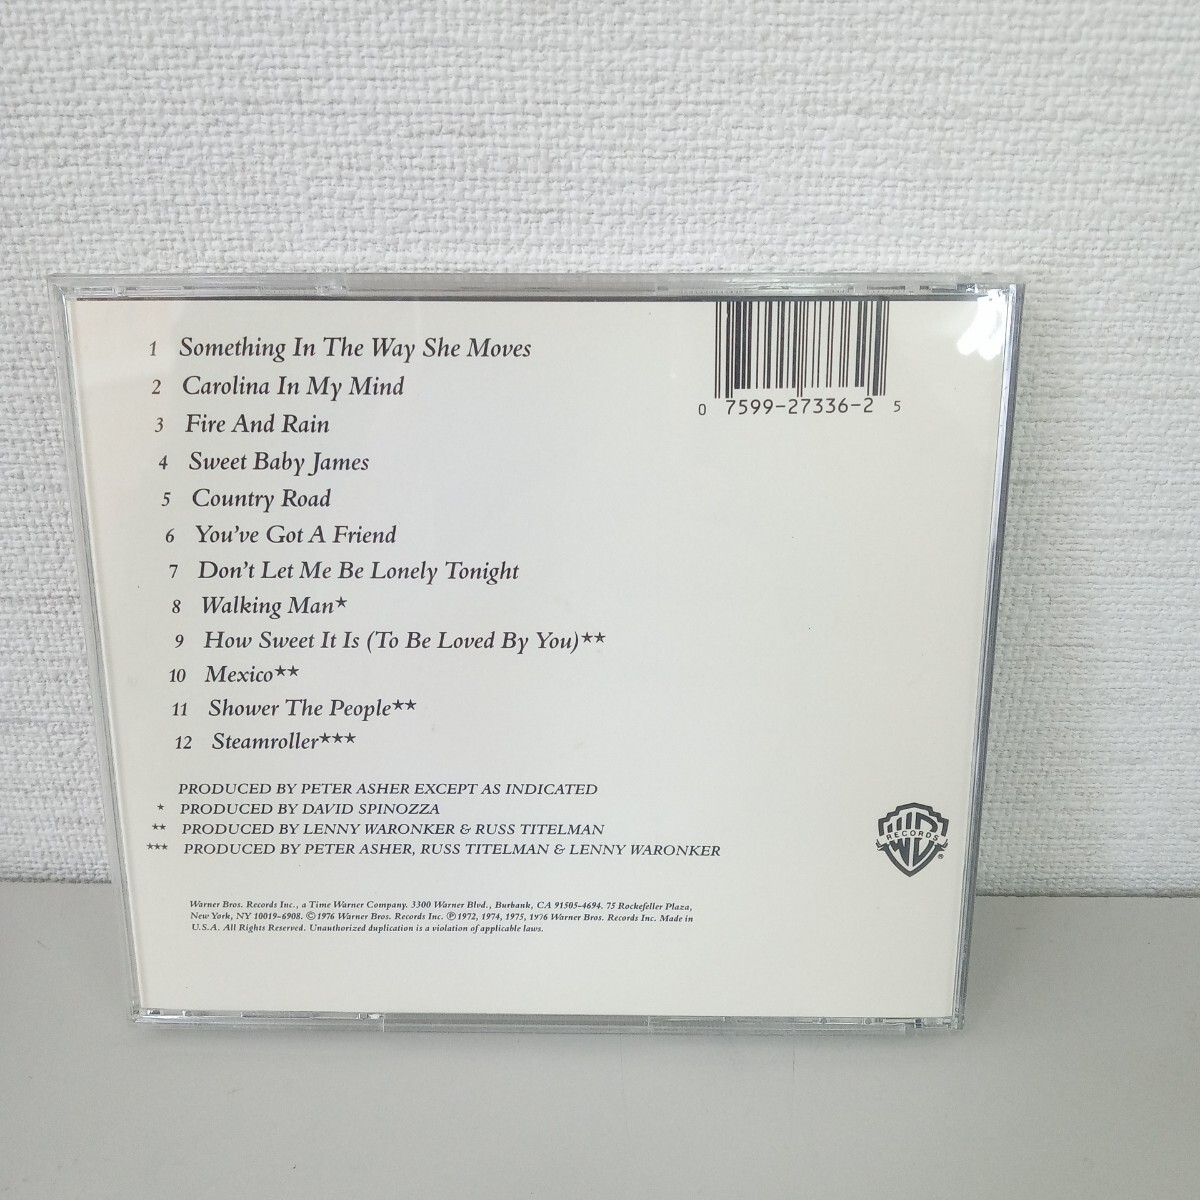 1 Something In The Way She Moves
2 Carolina In My Mind
3 Fire And Rain
4 Sweet Baby James
5 Country Road
6 You've Got A Friend
7 Don't Let Me Be Lonely Tonight
8 Walking Man★
9 How Sweet It Is (To Be Loved By You)★★
10 Mexico★★
11 Shower The People★★
12 Steamroller★★★
0 7599-27336-2 5
PRODUCED BY PETER ASHER EXCEPT AS INDICATED
★ PRODUCED BY DAVID SPINOZZA
★★ PRODUCED BY LENNY WARONKER & RUSS TITELMAN
★★★ PRODUCED BY PETER ASHER, RUSS TITELMAN & LENNY WARONKER
WB
RECORDS
®
Warner Bros. Records Inc., a Time Warner Company. 3300 Warner Blvd., Burbank, CA 91505-4694. 75 Rockefeller Plaza,
New York, NY 10019-6908. ©1976 Warner Bros. Records Inc. ℗1972, 1974, 1975, 1976 Warner Bros. Records Inc. Made in
U.S.A. All Rights Reserved. Unauthorized duplication is a violation of applicable laws.